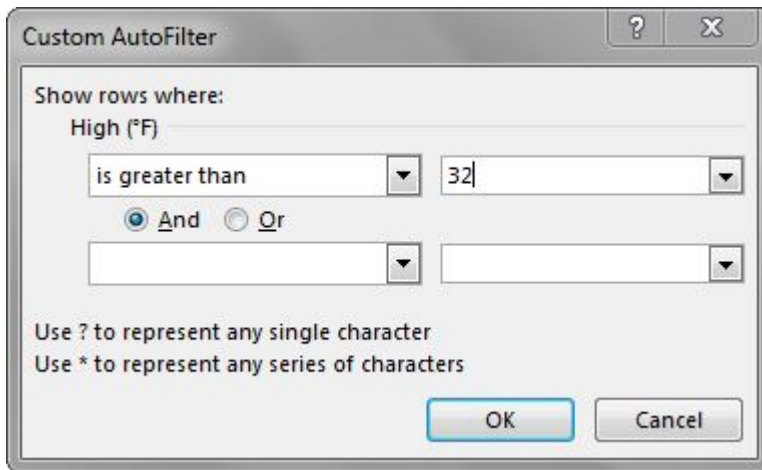 Custom AutoFilter
?
Show rows where:
High (°F)
is greater than 32
And Or
Use ? to represent any single character
Use * to represent any series of characters
OK Cancel